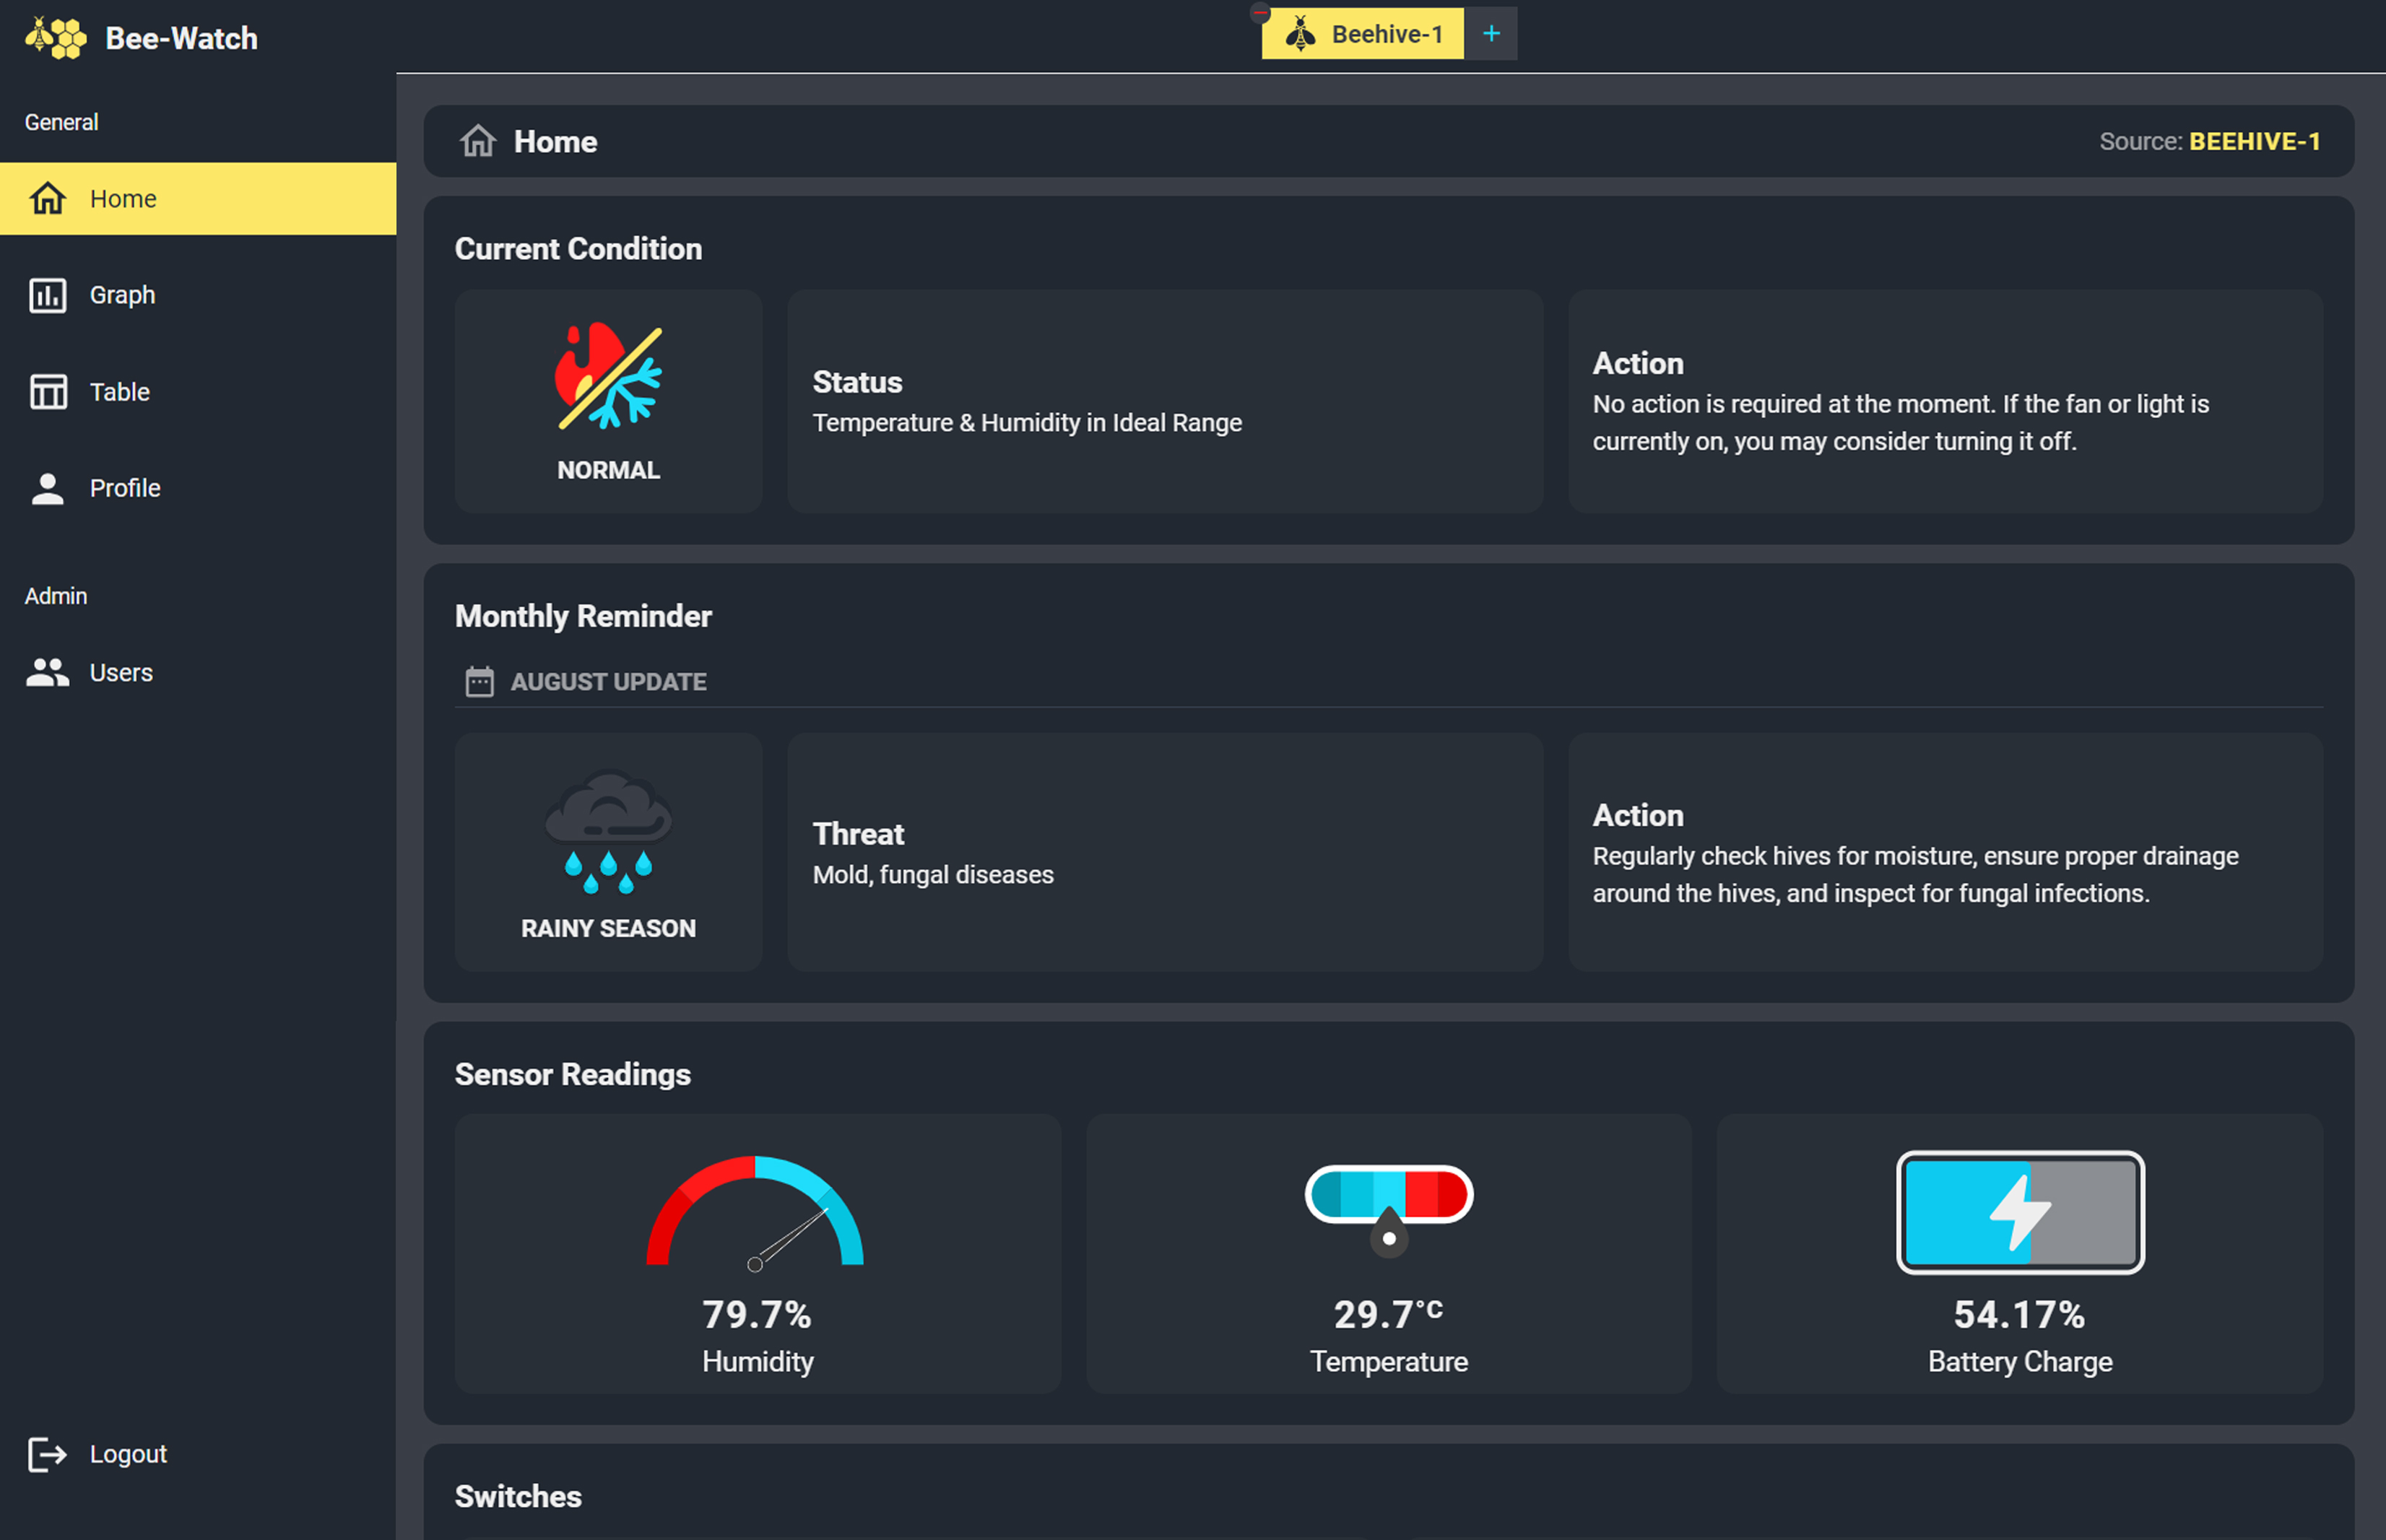 Bee-Watch
Beehive-1
+
General
Home
Graph
Table
Profile
Admin
Users
Logout
Home
Source: BEEHIVE-1
Current Condition
NORMAL
Status
Temperature & Humidity in Ideal Range
Action
No action is required at the moment. If the fan or light is
currently on, you may consider turning it off.
Monthly Reminder
AUGUST UPDATE
RAINY SEASON
Threat
Mold, fungal diseases
Action
Regularly check hives for moisture, ensure proper drainage
around the hives, and inspect for fungal infections.
Sensor Readings
79.7%
Humidity
29.7°C
Temperature
54.17%
Battery Charge
Switches